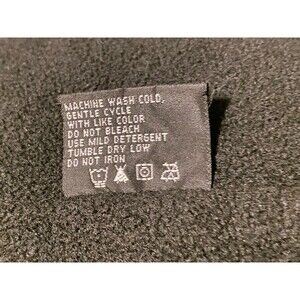 MACHINE WASH COLD,
GENTLE CYCLE
WITH LIKE COLOR
DO NOT BLEACH
USE MILD DETERGENT
TUMBLE DRY LOW
DO NOT IRON